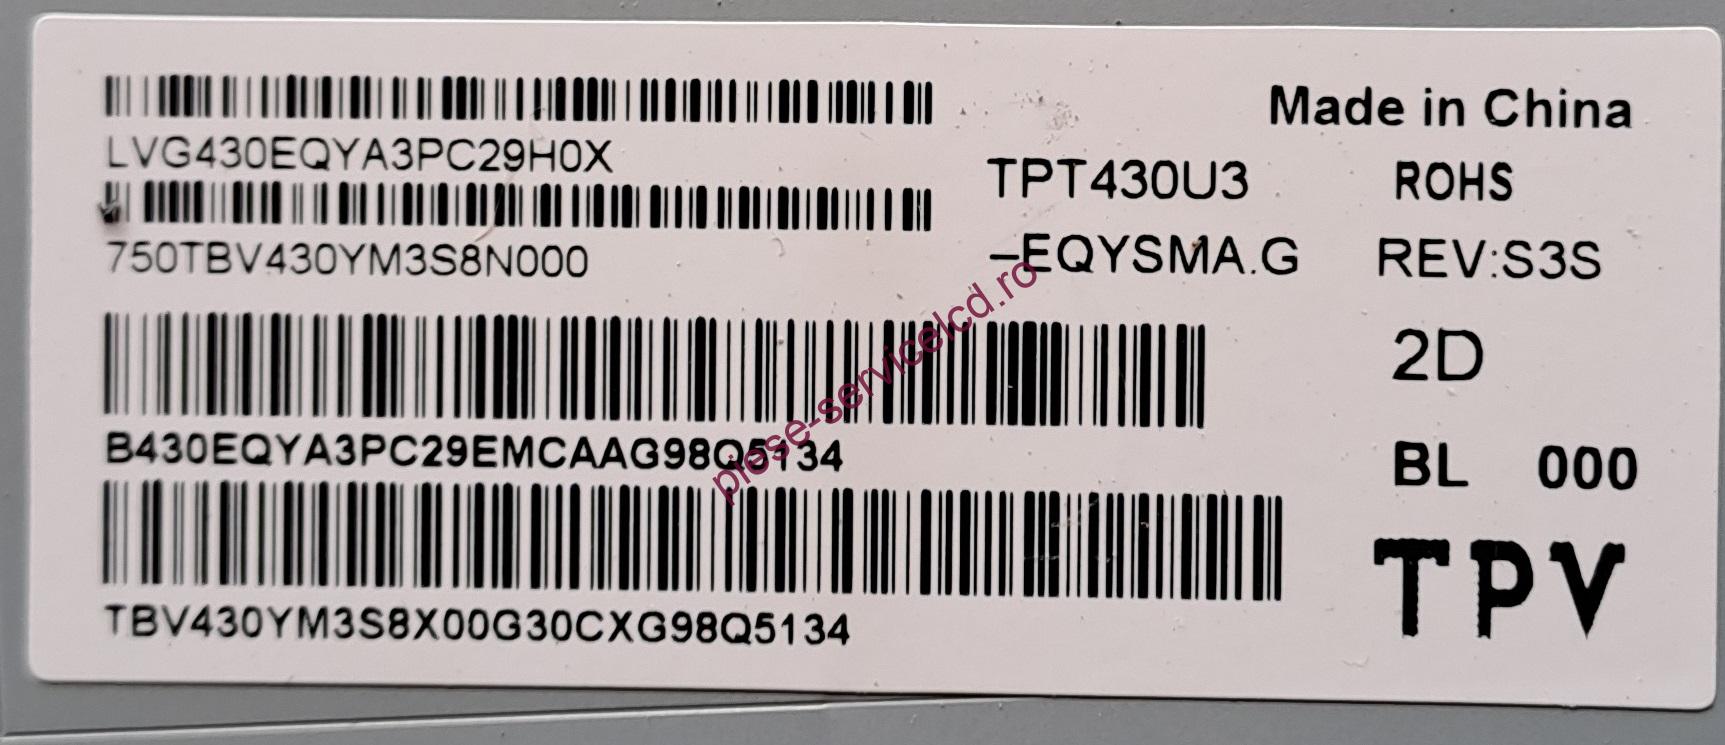 Made in China
LVG430EQYA3PC29H0X
TPT430U3
ROHS
750TBV430YM3S8N000
-EQYSMA.G
REV:S3S
2D
B430EQYA3PC29EMCAAG98Q5134
BL 000
TBV430YM3S8X00G30CXG98Q5134
TPV
piese-servicelcd.ro